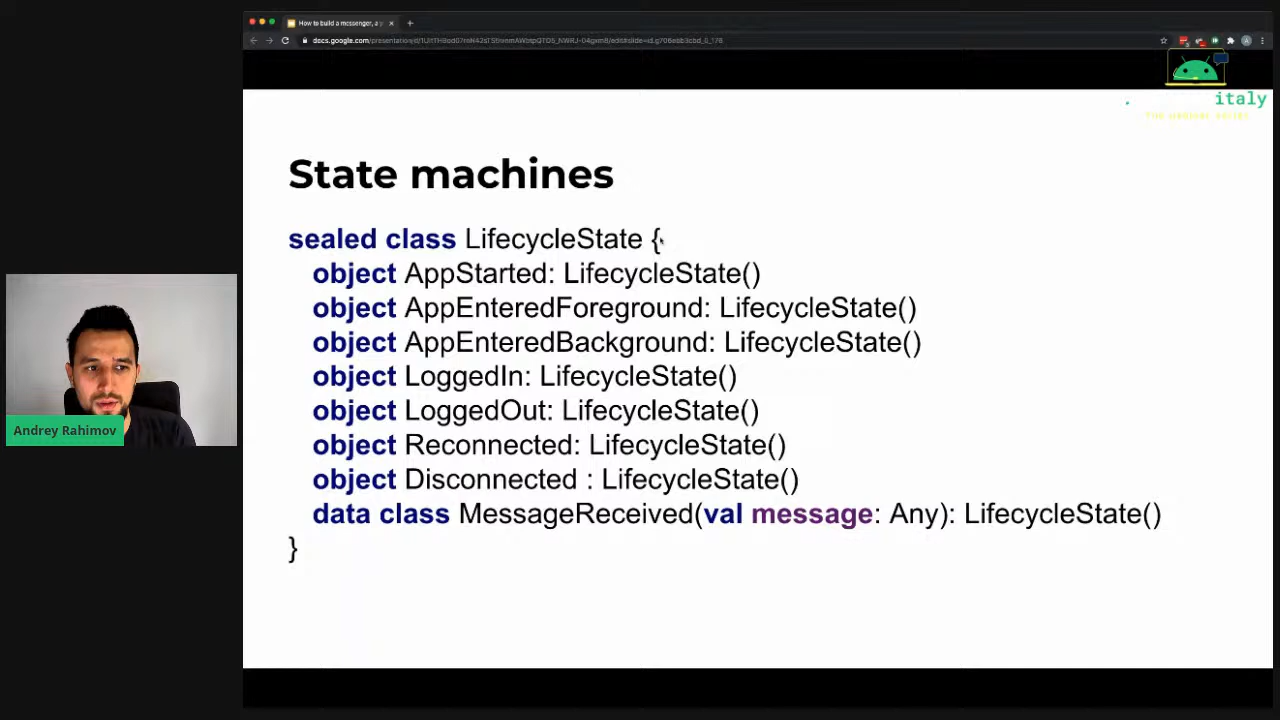 How to build a messenger, a y
docs.google.com
italy
State machines
sealed class LifecycleState {
object AppStarted: LifecycleState()
object AppEnteredForeground: LifecycleState()
object AppEnteredBackground: LifecycleState()
object LoggedIn: LifecycleState()
object LoggedOut: LifecycleState()
object Reconnected: LifecycleState()
object Disconnected : LifecycleState()
data class MessageReceived(val message: Any): LifecycleState()
}
Andrey Rahimov